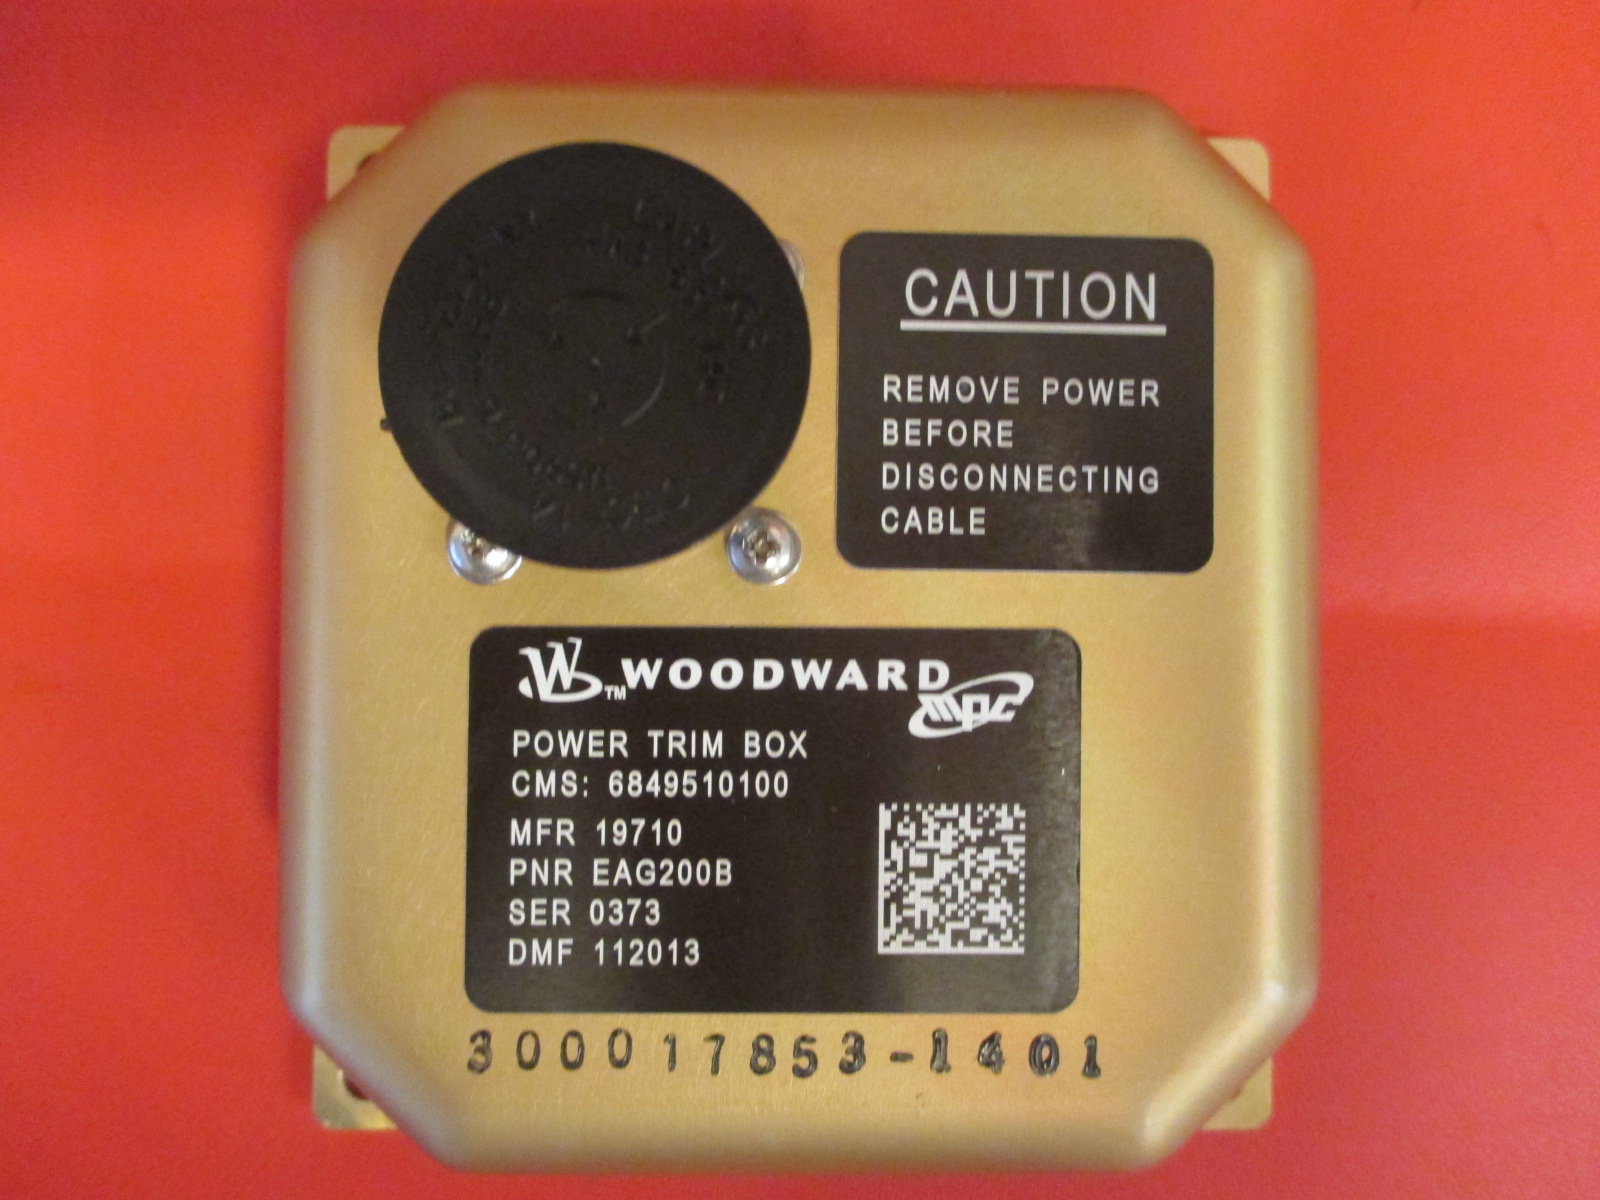 CAUTION
REMOVE POWER
BEFORE
DISCONNECTING
CABLE
W™ WOODWARD
mpc
POWER TRIM BOX
CMS: 6849510100
MFR 19710
PNR EAG200B
SER 0373
DMF 112013
300017853-1401